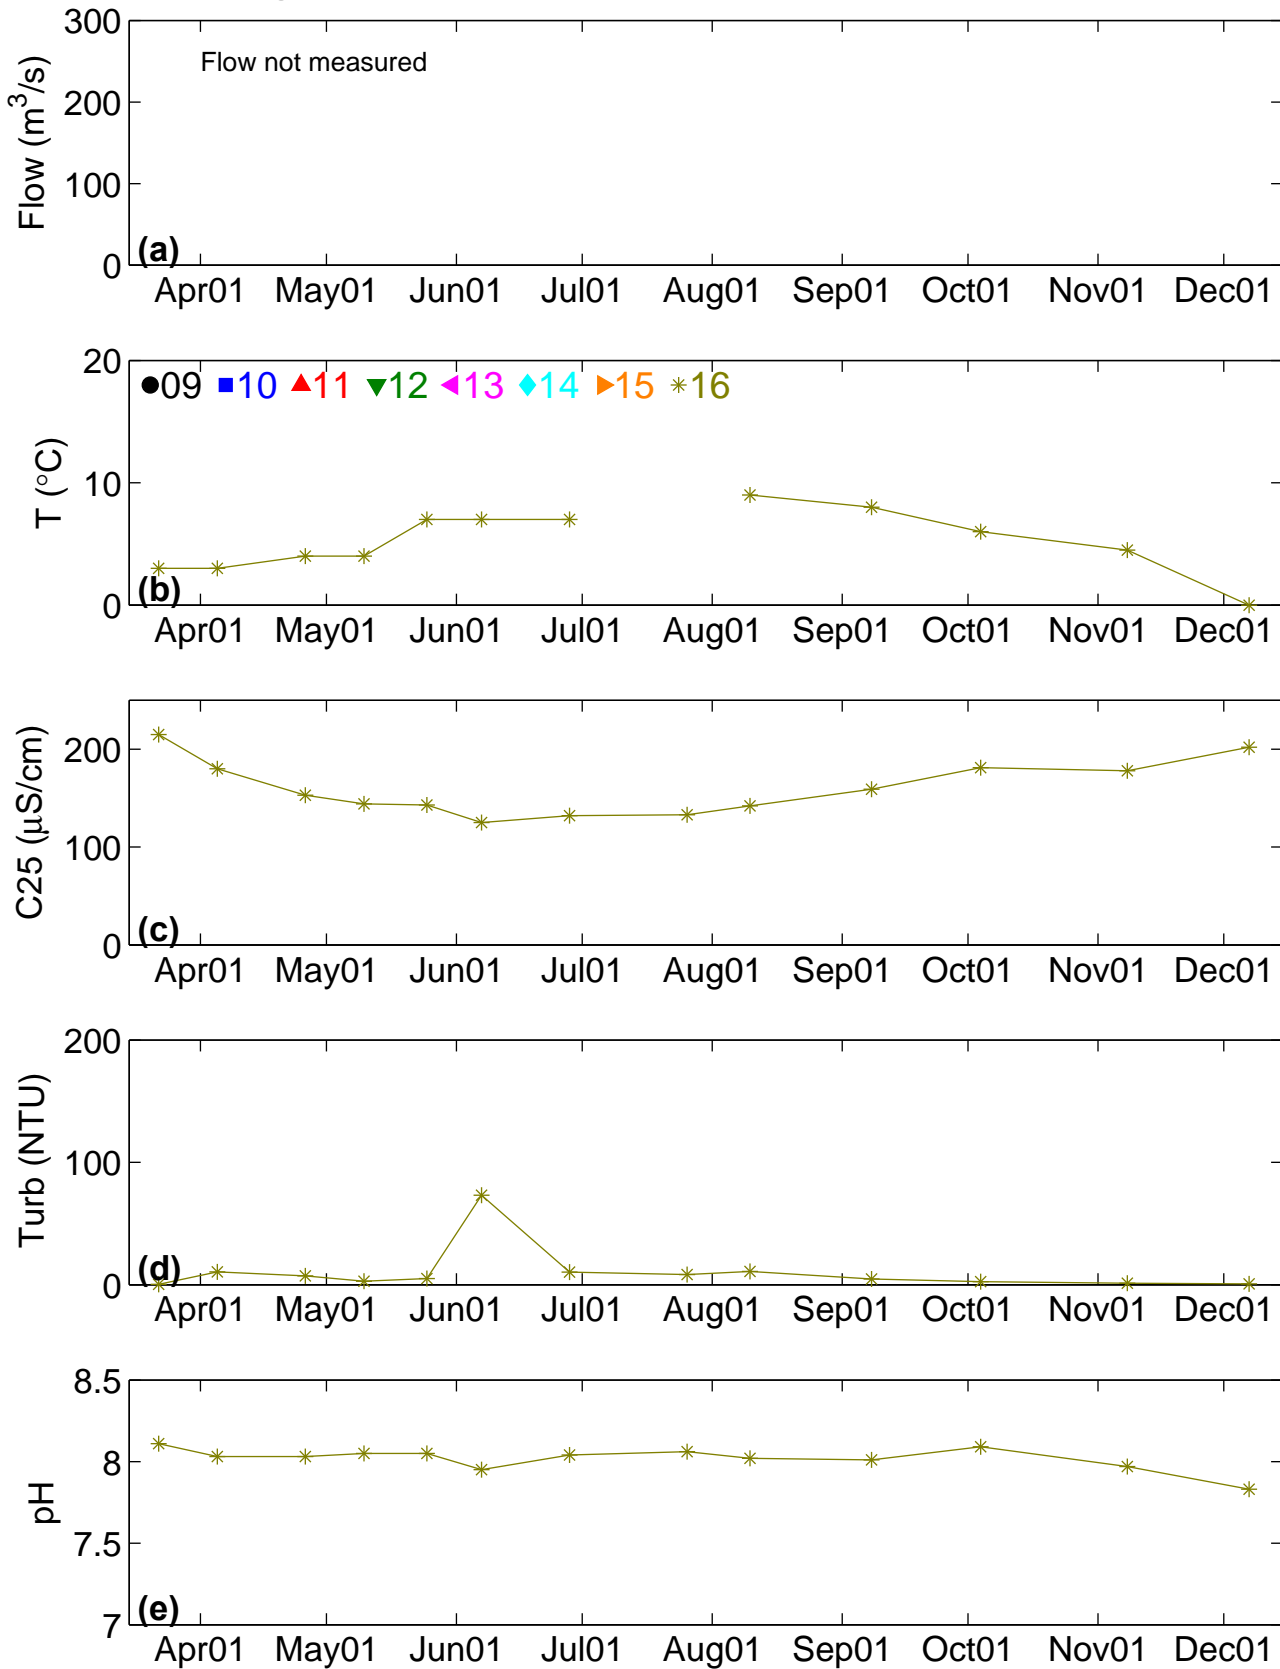 300
Flow not measured
200
100
0
Flow (m³/s)
(a)
Apr01 May01 Jun01 Jul01 Aug01 Sep01 Oct01 Nov01 Dec01
20
09 10 11 12 13 14 15 16
10
0
T (°C)
(b)
Apr01 May01 Jun01 Jul01 Aug01 Sep01 Oct01 Nov01 Dec01
200
100
0
C25 (µS/cm)
(c)
Apr01 May01 Jun01 Jul01 Aug01 Sep01 Oct01 Nov01 Dec01
200
100
0
Turb (NTU)
(d)
Apr01 May01 Jun01 Jul01 Aug01 Sep01 Oct01 Nov01 Dec01
8.5
8
7.5
7
pH
(e)
Apr01 May01 Jun01 Jul01 Aug01 Sep01 Oct01 Nov01 Dec01